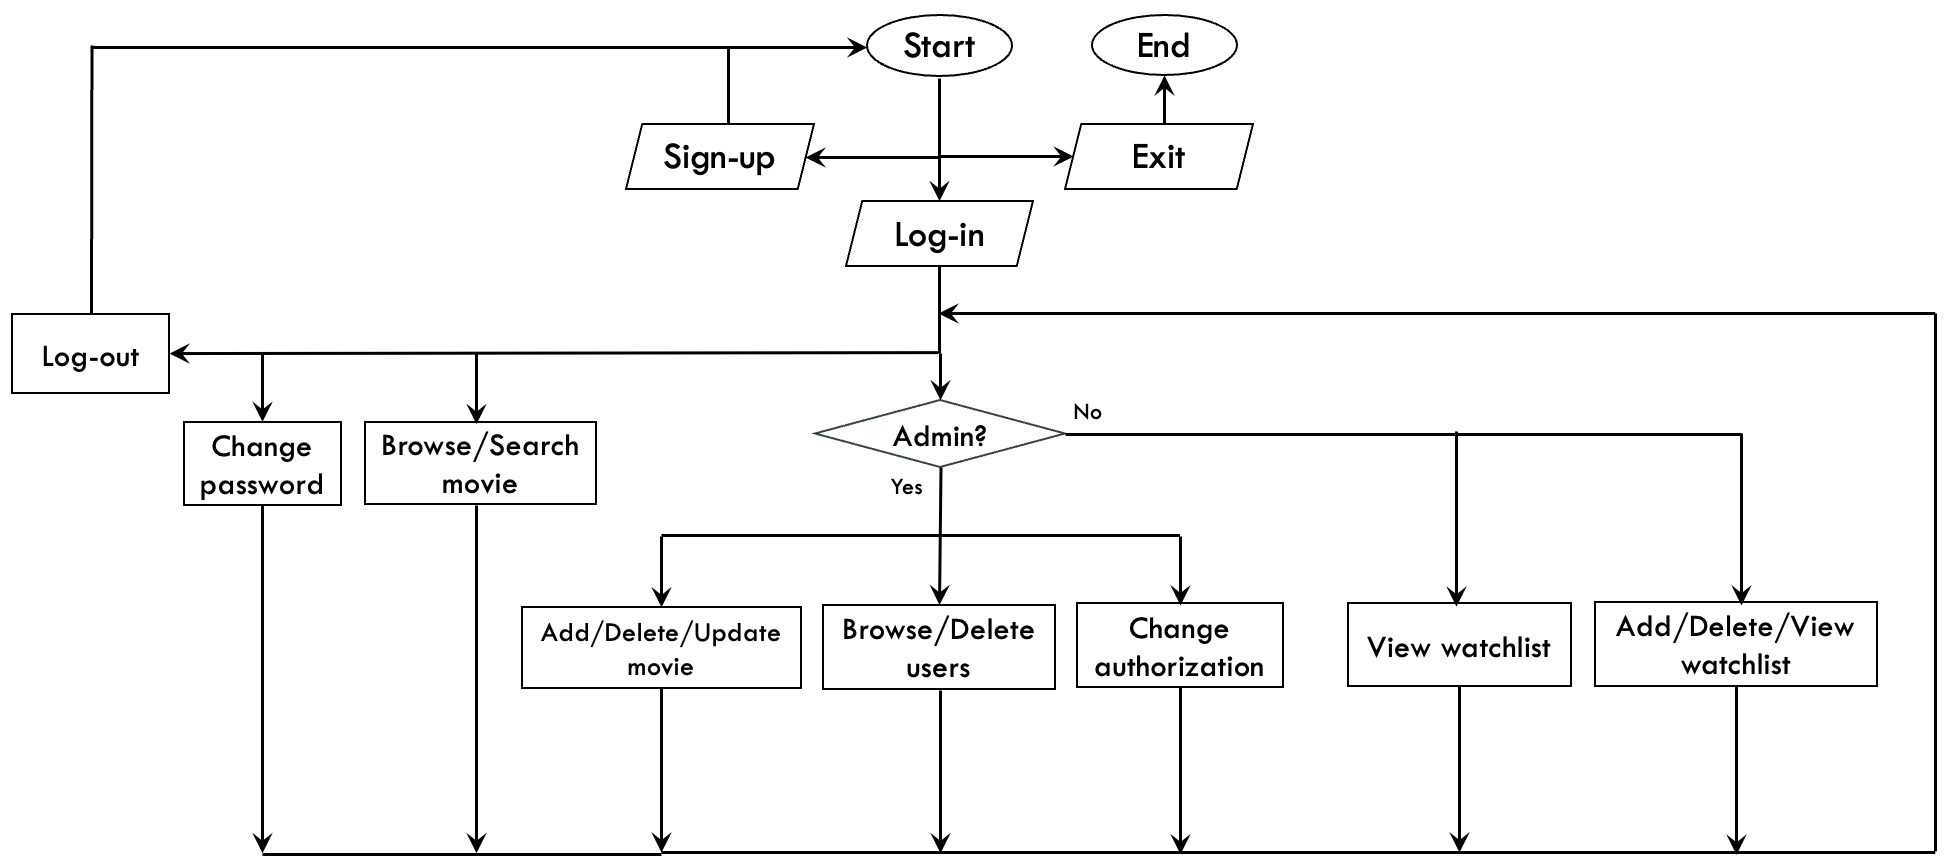 Start
End
Sign-up
Exit
Log-in
Log-out
Change
password
Browse/Search
movie
Admin?
No
Yes
Add/Delete/Update
movie
Browse/Delete
users
Change
authorization
View watchlist
Add/Delete/View
watchlist